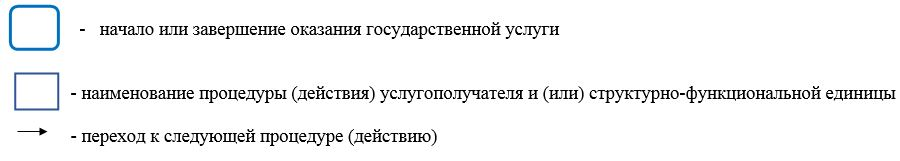 - начало или завершение оказания государственной услуги
- наименование процедуры (действия) услугополучателя и (или) структурно-функциональной единицы
- переход к следующей процедуре (действию)